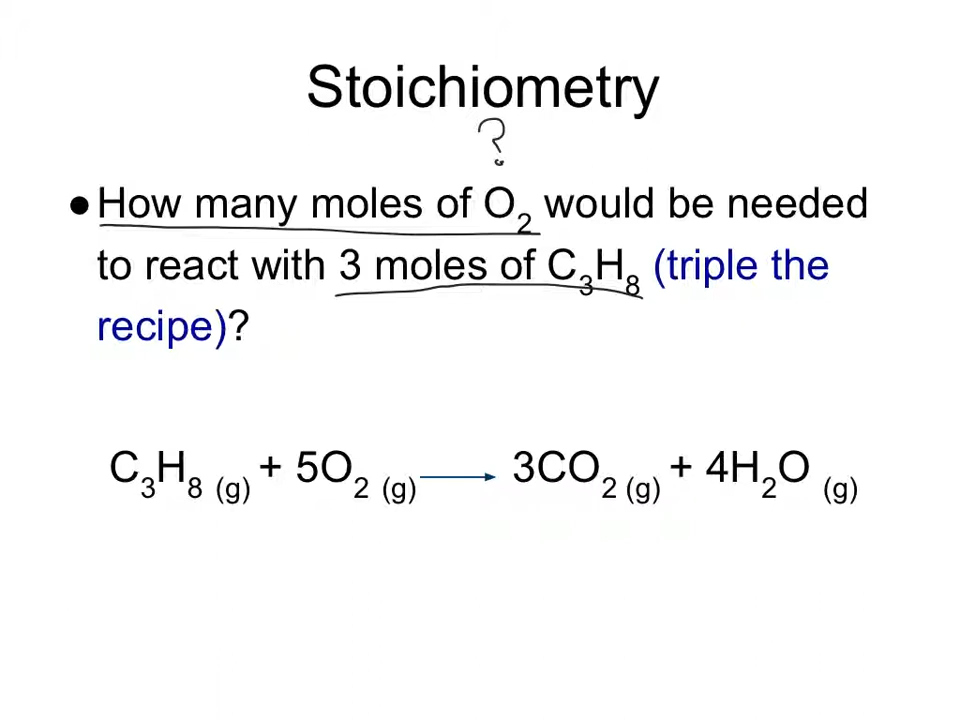 Stoichiometry
?
●How many moles of O₂ would be needed
to react with 3 moles of C₃H₈ (triple the
recipe)?
C₃H₈ (g) + 5O₂ (g) → 3CO₂ (g) + 4H₂O (g)